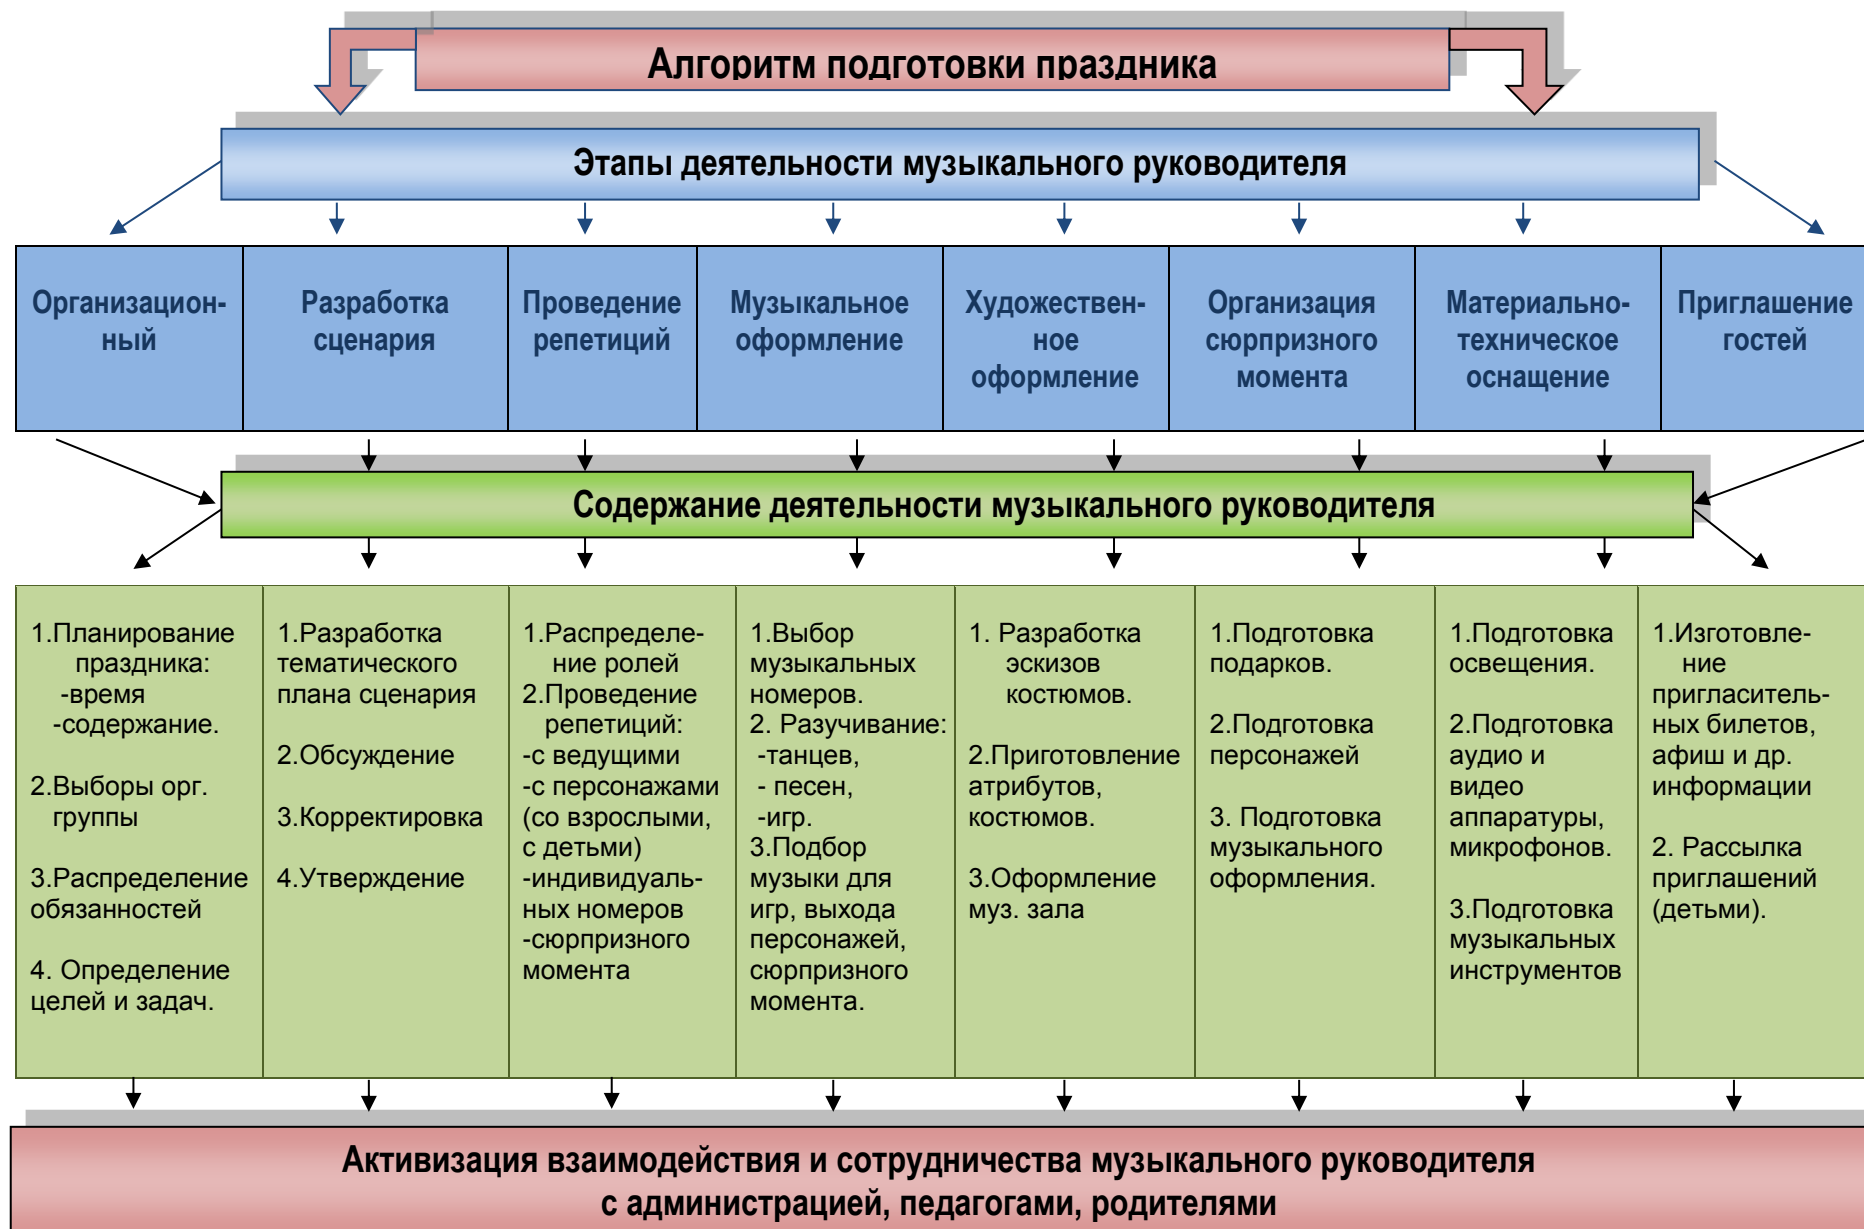 Алгоритм подготовки праздника
Этапы деятельности музыкального руководителя
Организацион-
ный
Разработка
сценария
Проведение
репетиций
Музыкальное
оформление
Художествен-
ное
оформление
Организация
сюрпризного
момента
Материально-
техническое
оснащение
Приглашение
гостей
Содержание деятельности музыкального руководителя
1.Планирование
праздника:
-время
-содержание.
2.Выборы орг.
группы
3.Распределение
обязанностей
4. Определение
целей и задач.
1.Разработка
тематического
плана сценария
2.Обсуждение
3.Корректировка
4.Утверждение
1.Распределе-
ение ролей
2.Проведение
репетиций:
-с ведущими
-с персонажами
(со взрослыми,
с детьми)
-индивидуаль-
ных номеров
-сюрпризного
момента
1.Выбор
музыкальных
номеров.
2. Разучивание:
-танцев,
- песен,
-игр.
3.Подбор
музыки для
игр, выхода
персонажей,
сюрпризного
момента.
1. Разработка
эскизов
костюмов.
2.Приготовление
атрибутов,
костюмов.
3.Оформление
муз. зала
1.Подготовка
подарков.
2.Подготовка
персонажей
3. Подготовка
музыкального
оформления.
1.Подготовка
освещения.
2.Подготовка
аудио и
видео
аппаратуры,
микрофонов.
3.Подготовка
музыкальных
инструментов
1.Изготовле-
ние
пригласитель-
ных билетов,
афиш и др.
информации
2. Рассылка
приглашений
(детьми).
Активизация взаимодействия и сотрудничества музыкального руководителя
с администрацией, педагогами, родителями